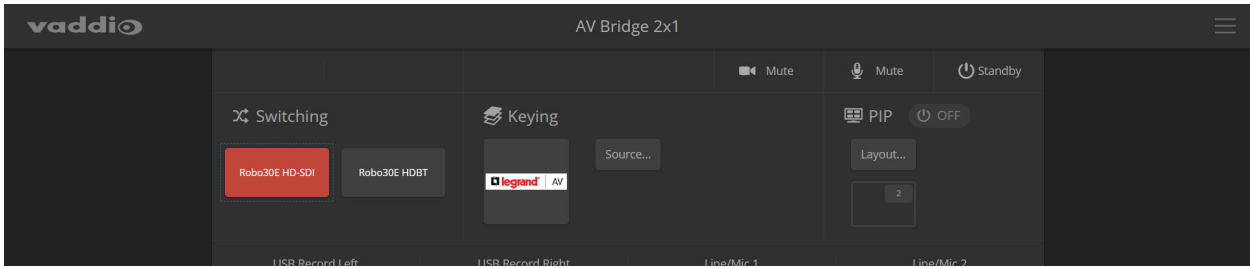 vaddio
AV Bridge 2x1
Mute
Mute
Standby
Switching
Keying
PIP
OFF
Robo30E HD-SDI
Robo30E HDBT
legrand AV
Source...
Layout...
2
USB Record Left
USB Record Right
Line/Mic 1
Line/Mic 2